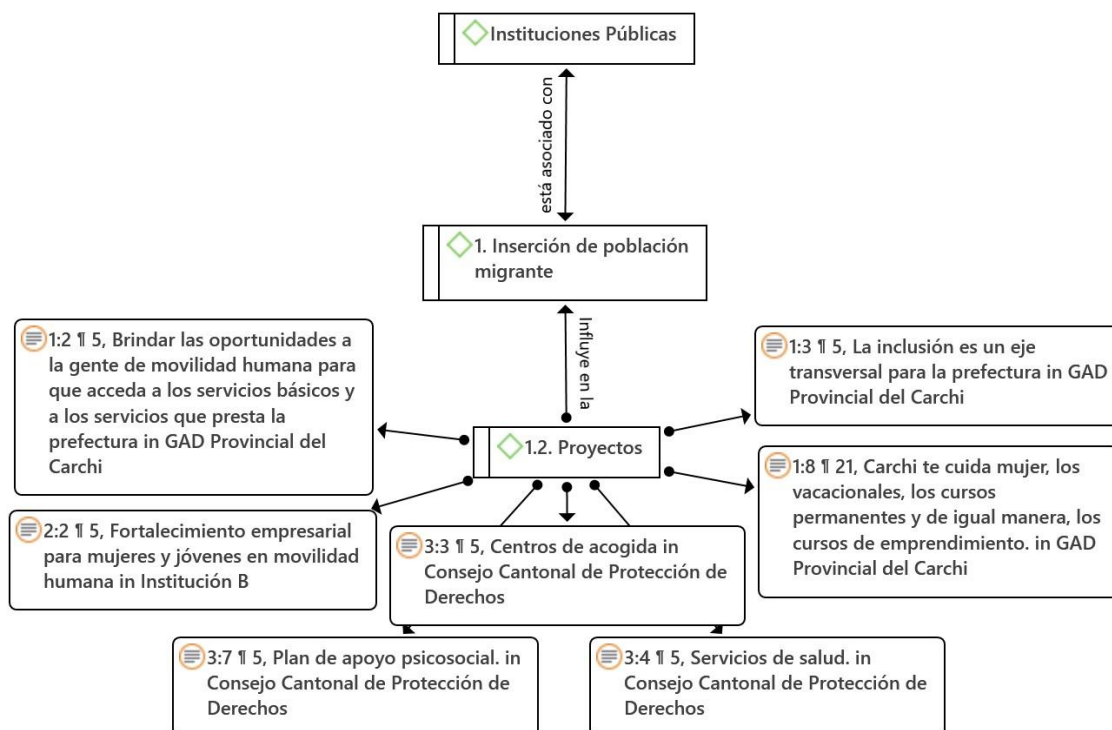 Instituciones Públicas
está asociado con
1. Inserción de población
migrante
Influye en la
1:2 ¶ 5, Brindar las oportunidades a
la gente de movilidad humana para
que acceda a los servicios básicos y
a los servicios que presta la
prefectura in GAD Provincial del
Carchi
1:3 ¶ 5, La inclusión es un eje
transversal para la prefectura in GAD
Provincial del Carchi
1.2. Proyectos
1:8 ¶ 21, Carchi te cuida mujer, los
vacacionales, los cursos
permanentes y de igual manera, los
cursos de emprendimiento. in GAD
Provincial del Carchi
2:2 ¶ 5, Fortalecimiento empresarial
para mujeres y jóvenes en movilidad
humana in Institución B
3:3 ¶ 5, Centros de acogida in
Consejo Cantonal de Protección de
Derechos
3:7 ¶ 5, Plan de apoyo psicosocial. in
Consejo Cantonal de Protección de
Derechos
3:4 ¶ 5, Servicios de salud. in
Consejo Cantonal de Protección de
Derechos